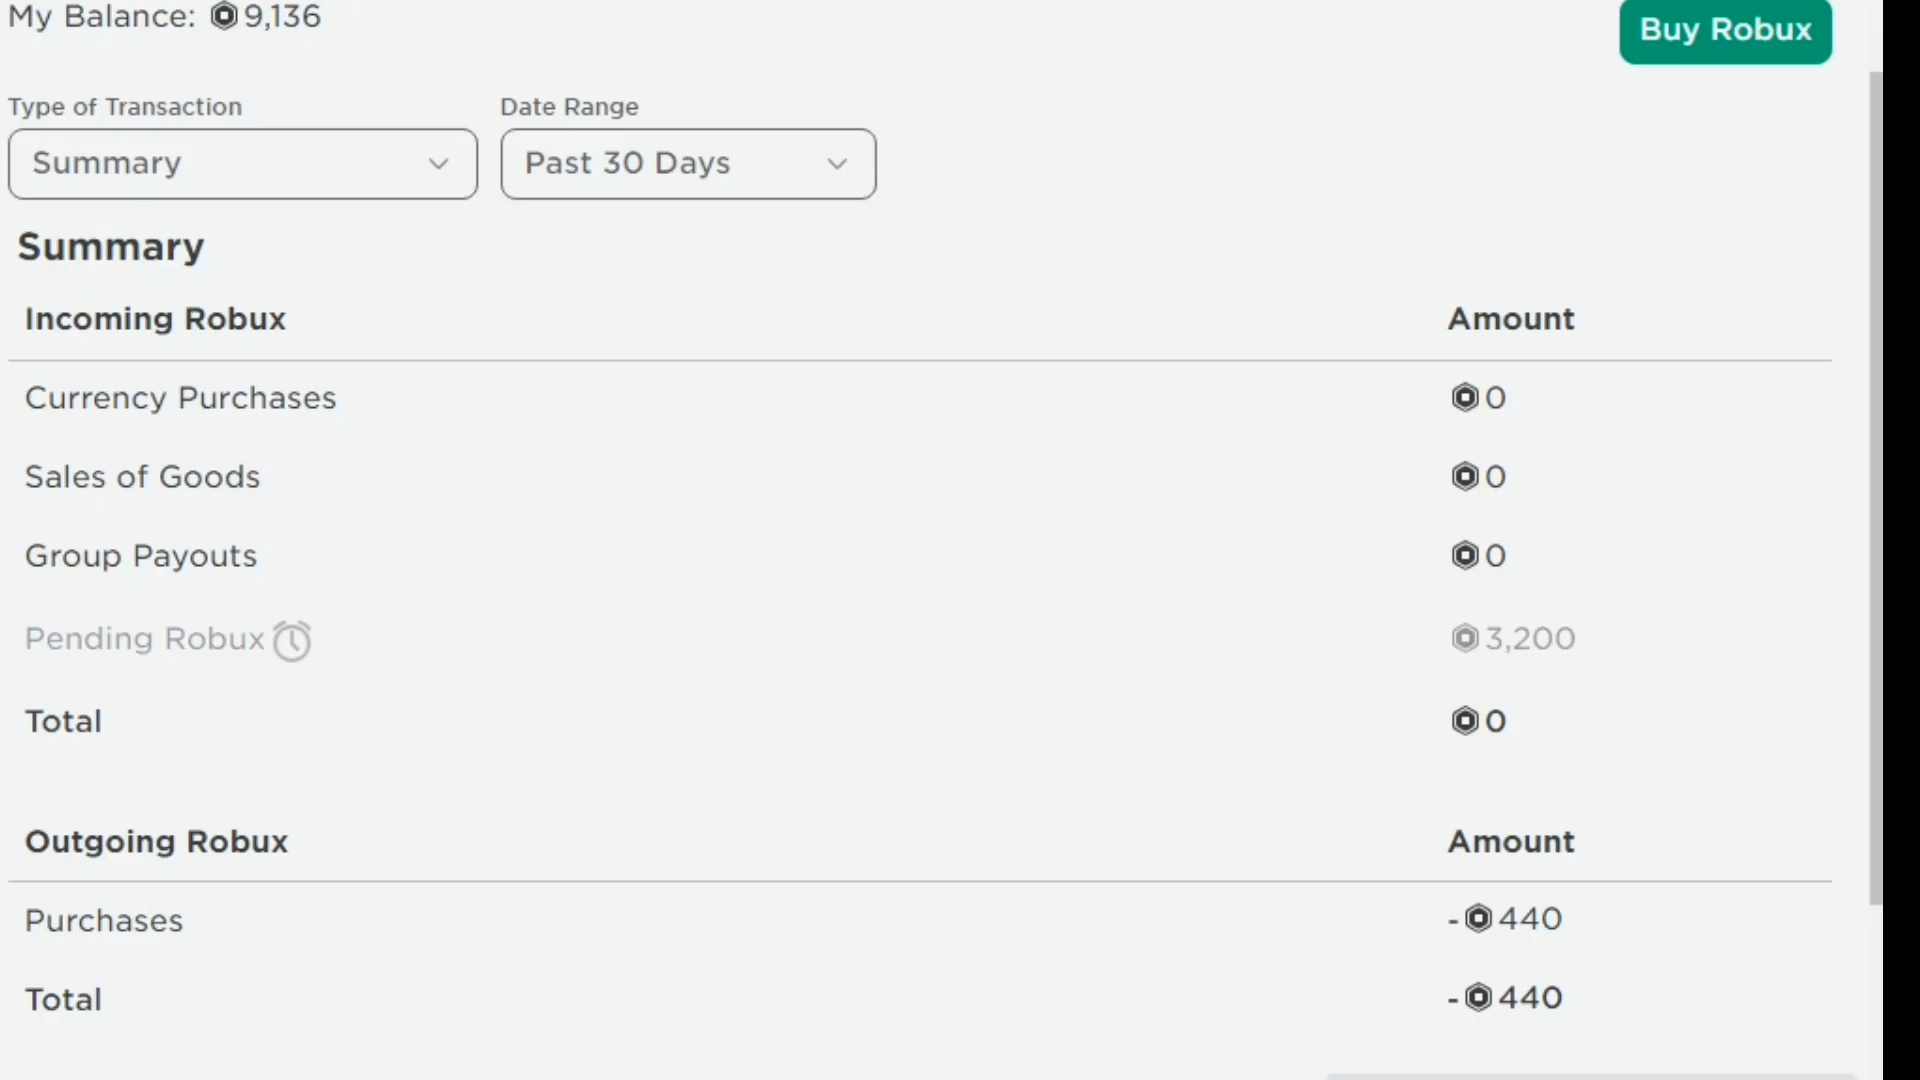 My Balance: 9,136
Buy Robux
Type of Transaction Date Range
Summary Past 30 Days
Summary
Incoming Robux Amount
Currency Purchases 0
Sales of Goods 0
Group Payouts 0
Pending Robux 3,200
Total 0
Outgoing Robux Amount
Purchases -440
Total -440